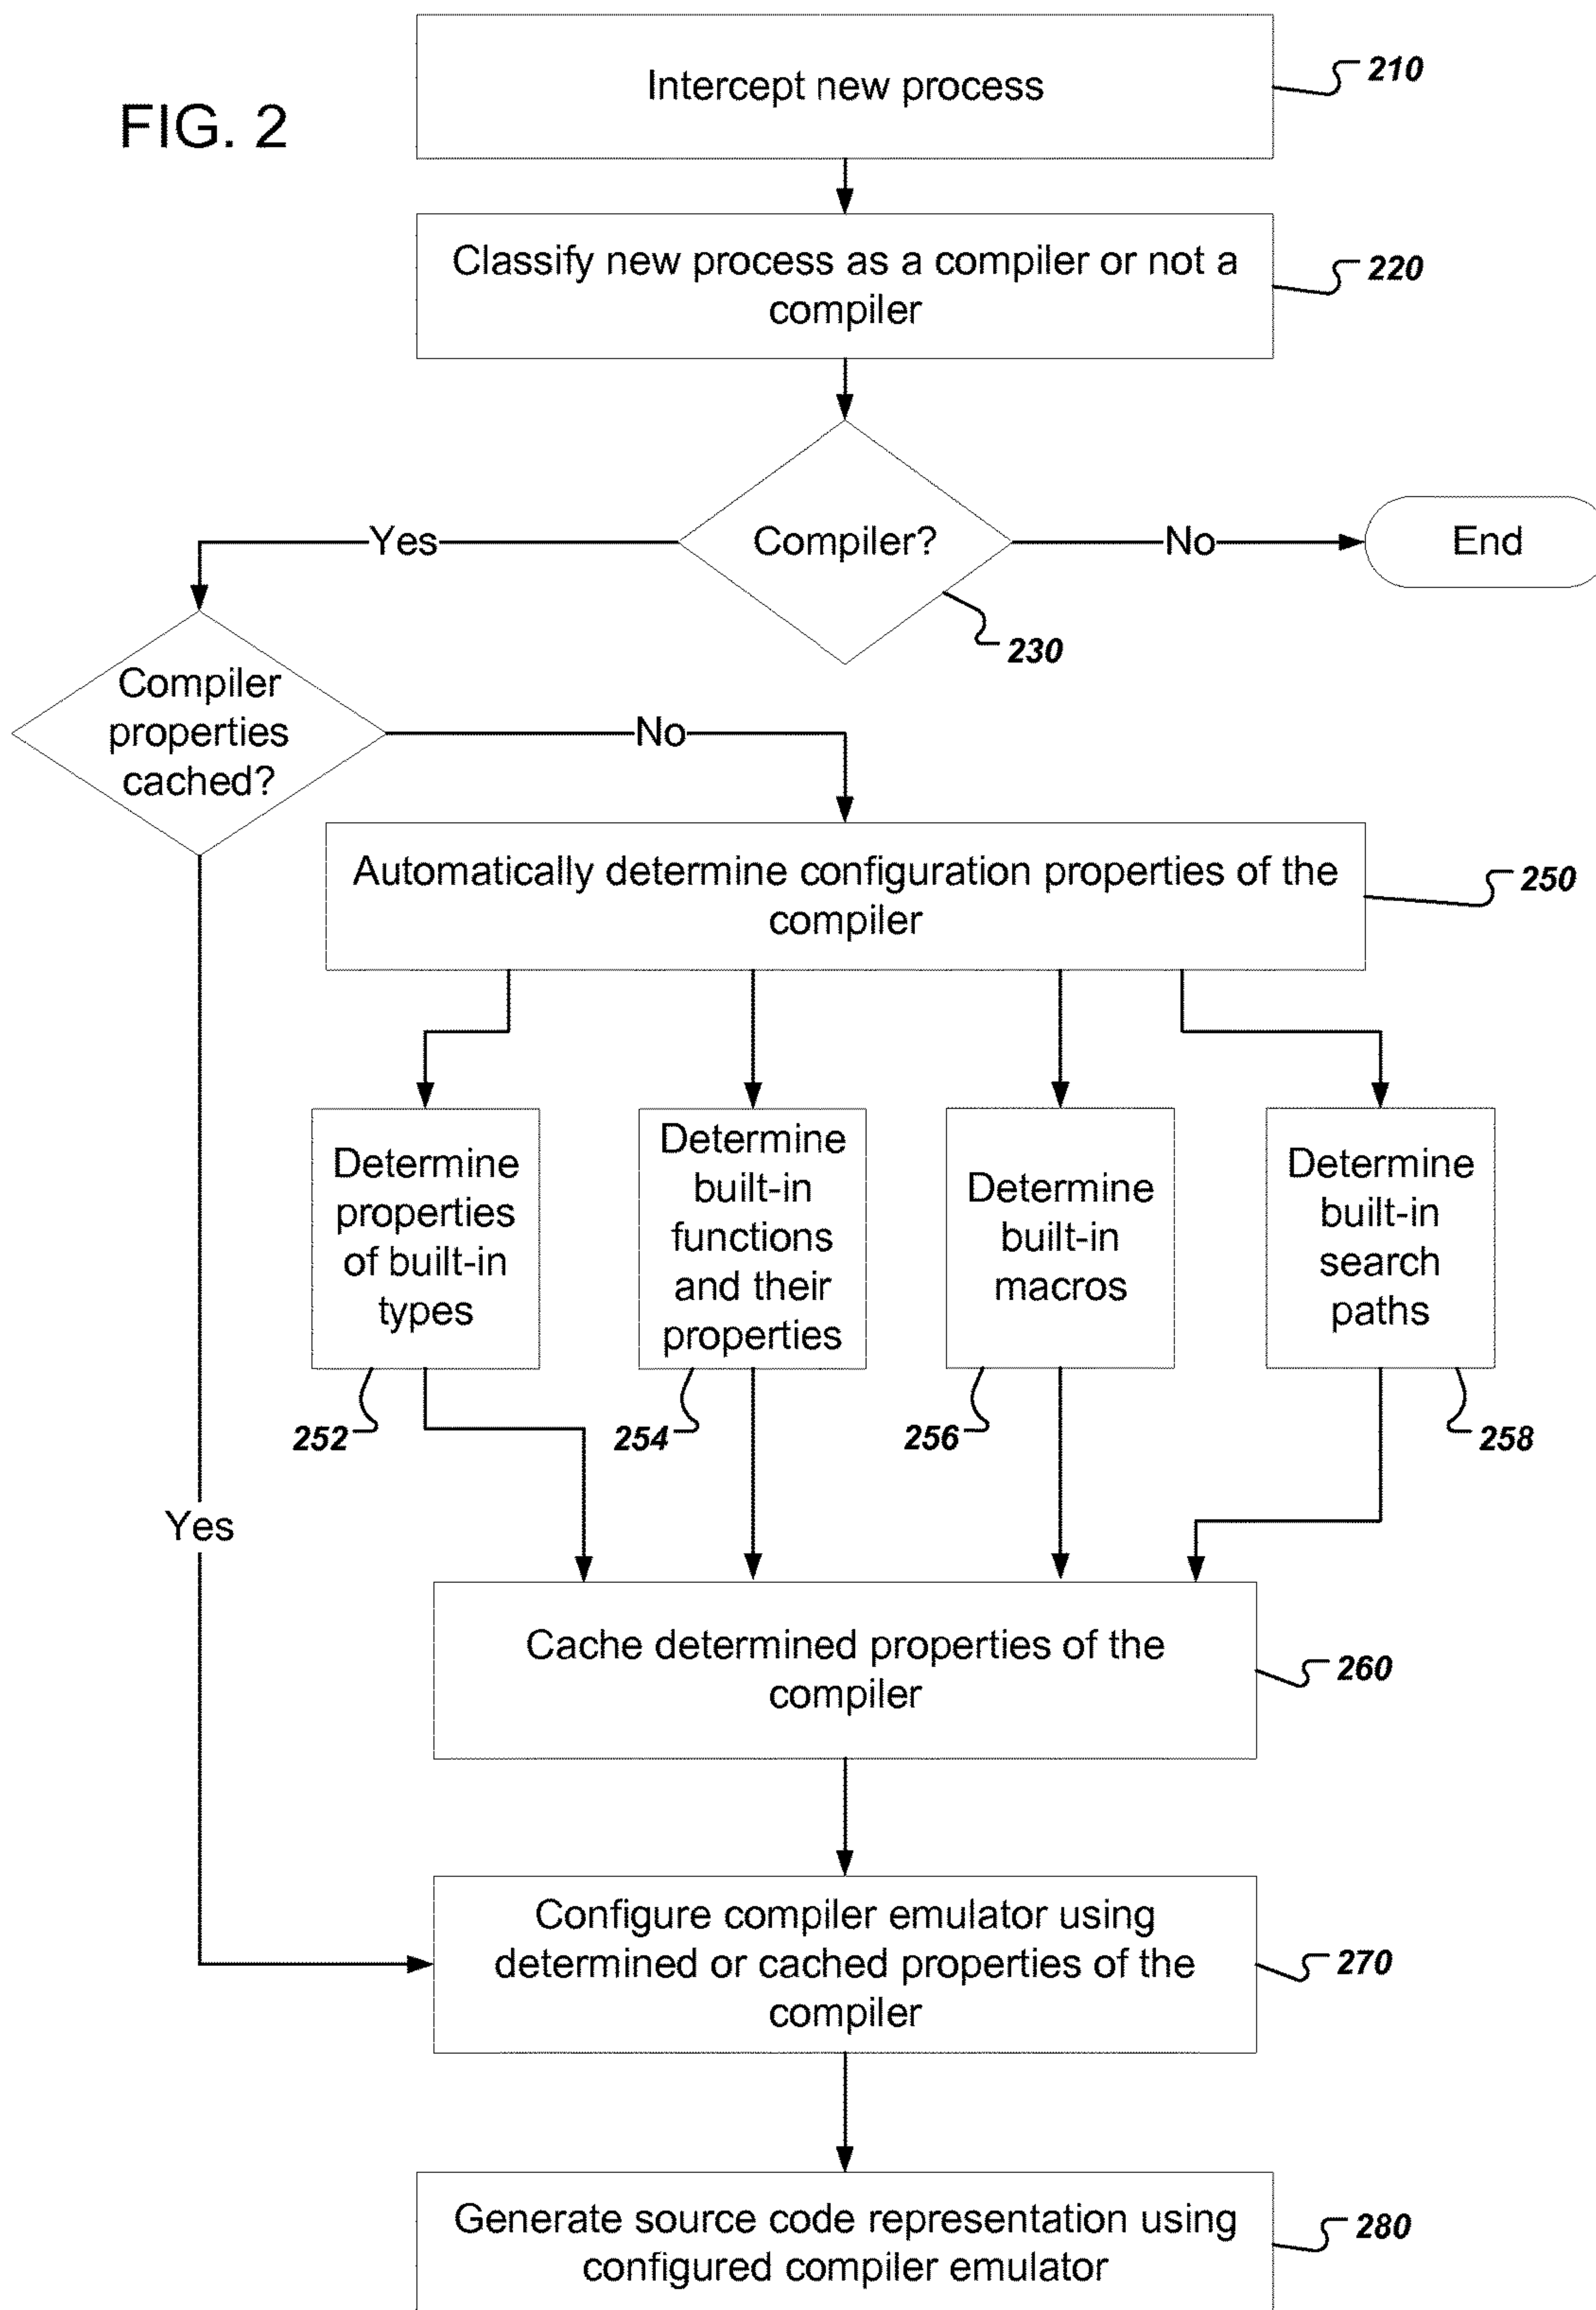 FIG. 2
Intercept new process
210
Classify new process as a compiler or not a
compiler
220
Compiler?
Yes
No
End
230
Compiler
properties
cached?
No
Automatically determine configuration properties of the
compiler
250
Determine
properties
of built-in
types
Determine
built-in
functions
and their
properties
Determine
built-in
macros
Determine
built-in
search
paths
252
254
256
258
Yes
Cache determined properties of the
compiler
260
Configure compiler emulator using
determined or cached properties of the
compiler
270
Generate source code representation using
configured compiler emulator
280